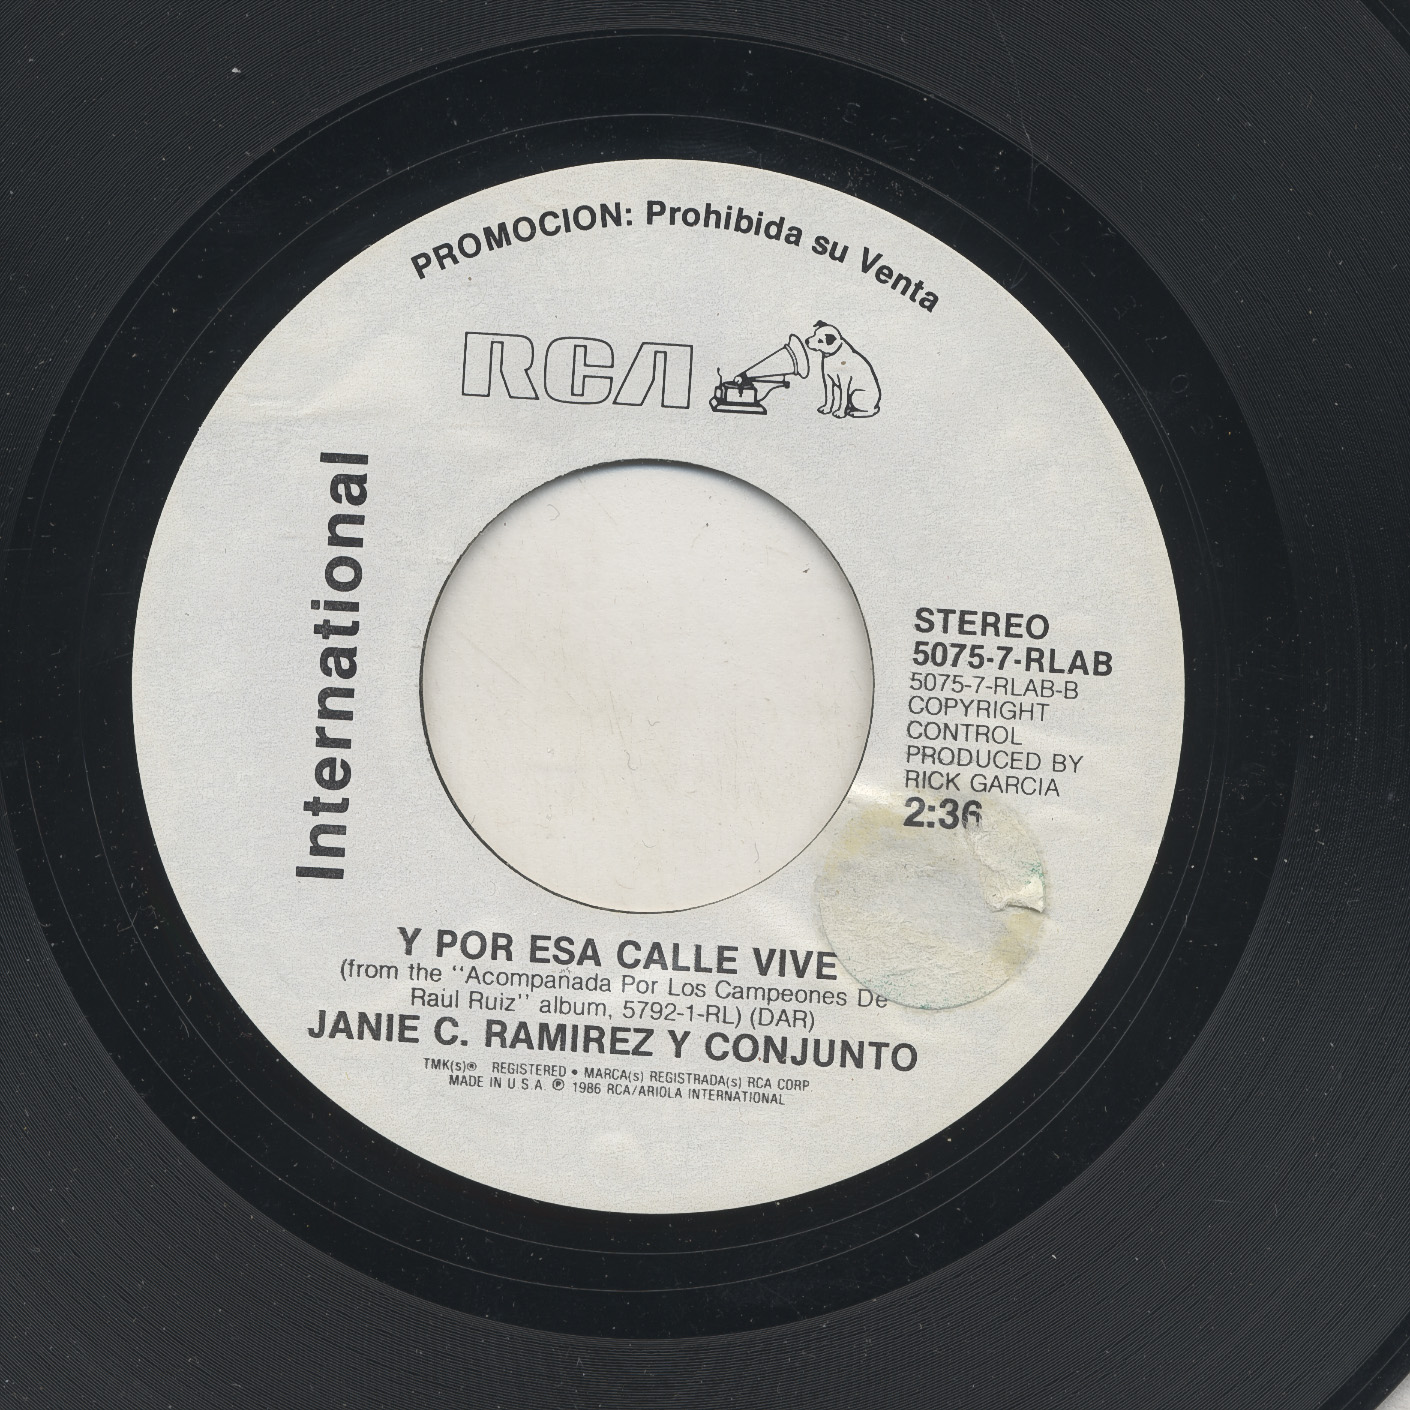 PROMOCION: Prohibida su Venta
RCA
International
STEREO
5075-7-RLAB
5075-7-RLAB-B
COPYRIGHT
CONTROL
PRODUCED BY
RICK GARCIA
2:36
Y POR ESA CALLE VIVE
(from the "Acompañada Por Los Campeones De
Raúl Ruiz" album, 5792-1-RL) (DAR)
JANIE C. RAMIREZ Y CONJUNTO
TMK(s)® REGISTERED • MARCA(s) REGISTRADA(s) RCA CORP
MADE IN U.S.A. ℗ 1986 RCA/ARIOLA INTERNATIONAL